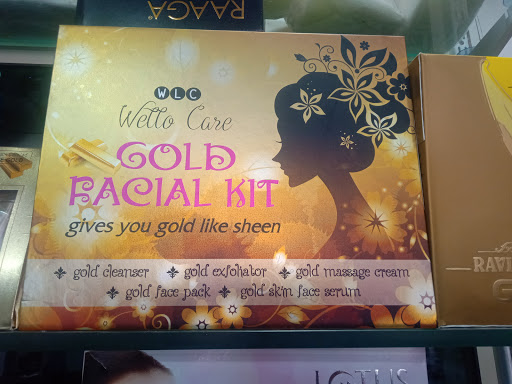 RAAGA®
WLC
Wello Care
GOLD
FACIAL KIT
gives you gold like sheen
gold cleanser gold exfoliator gold massage cream
gold face pack gold skin face serum
LOTUS